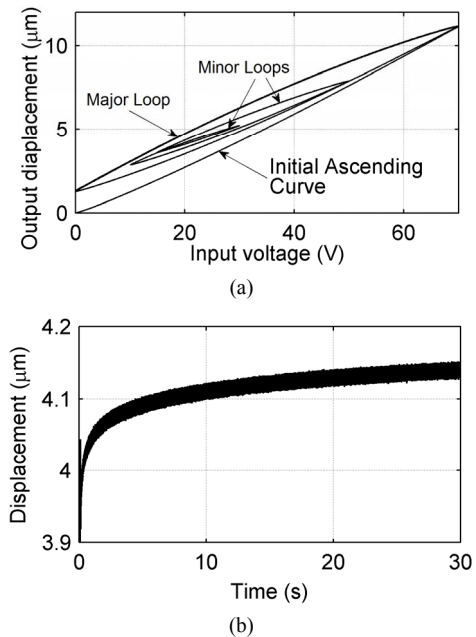 10
5
0
Output diaplacement (μm)
Minor Loops
Major Loop
Initial Ascending
Curve
0
20
40
60
Input voltage (V)
(a)
4.2
4.1
4
3.9
Displacement (μm)
0
10
20
30
Time (s)
(b)